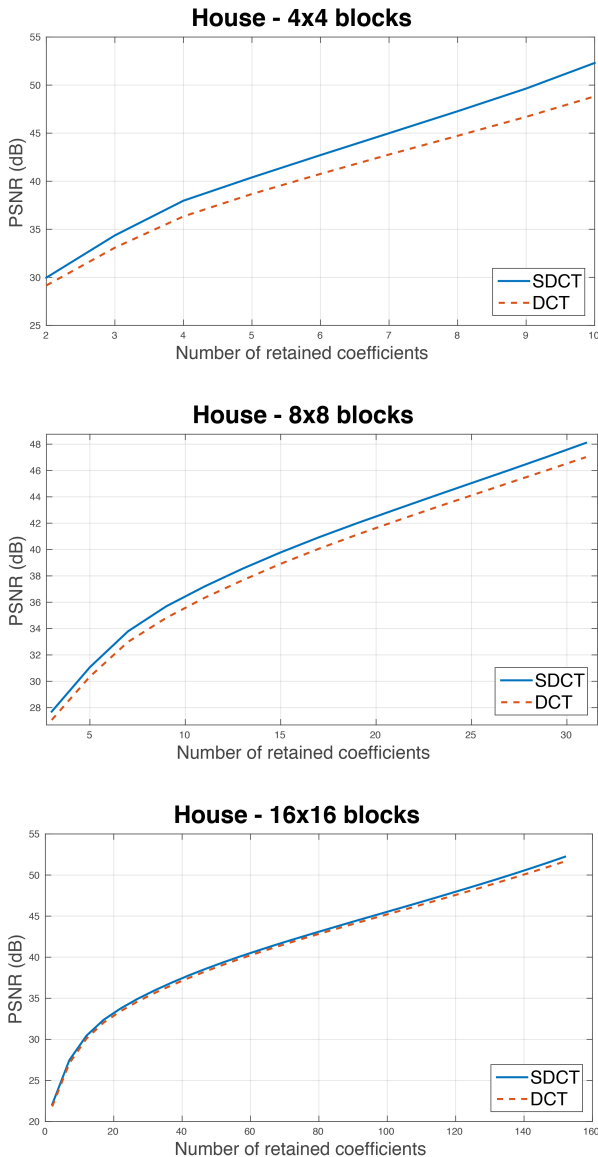 House - 4x4 blocks
55
50
45
40
35
30
25
PSNR (dB)
SDCT
DCT
2 3 4 5 6 7 8 9 10
Number of retained coefficients
House - 8x8 blocks
48
46
44
42
40
38
36
34
32
30
28
PSNR (dB)
SDCT
DCT
5 10 15 20 25 30
Number of retained coefficients
House - 16x16 blocks
55
50
45
40
35
30
25
20
PSNR (dB)
SDCT
DCT
0 20 40 60 80 100 120 140 160
Number of retained coefficients